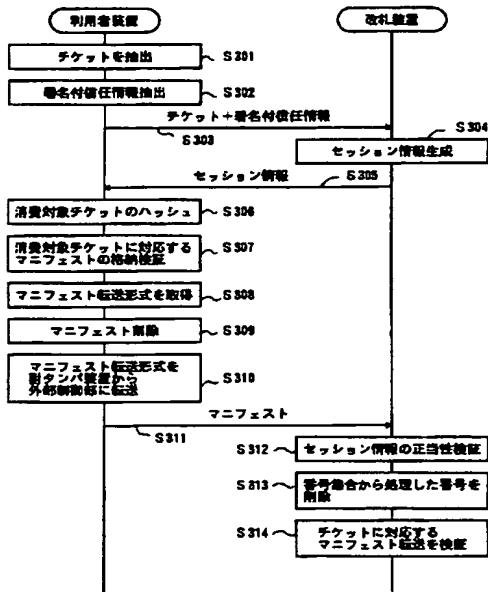 利用者装置
改札装置
チケットを抽出
S301
署名付信任情報抽出
S302
チケット+署名付信任情報
S303
S304
セッション情報生成
セッション情報
S305
消費対象チケットのハッシュ
S306
消費対象チケットに対応する
マニフェストの格納検証
S307
マニフェスト転送形式を取得
S308
マニフェスト削除
S309
マニフェスト転送形式を
耐タンパ装置から
外部制御部に転送
S310
マニフェスト
S311
S312
セッション情報の正当性検証
S313
番号集合から処理した番号を
削除
S314
チケットに対応する
マニフェスト転送を検証